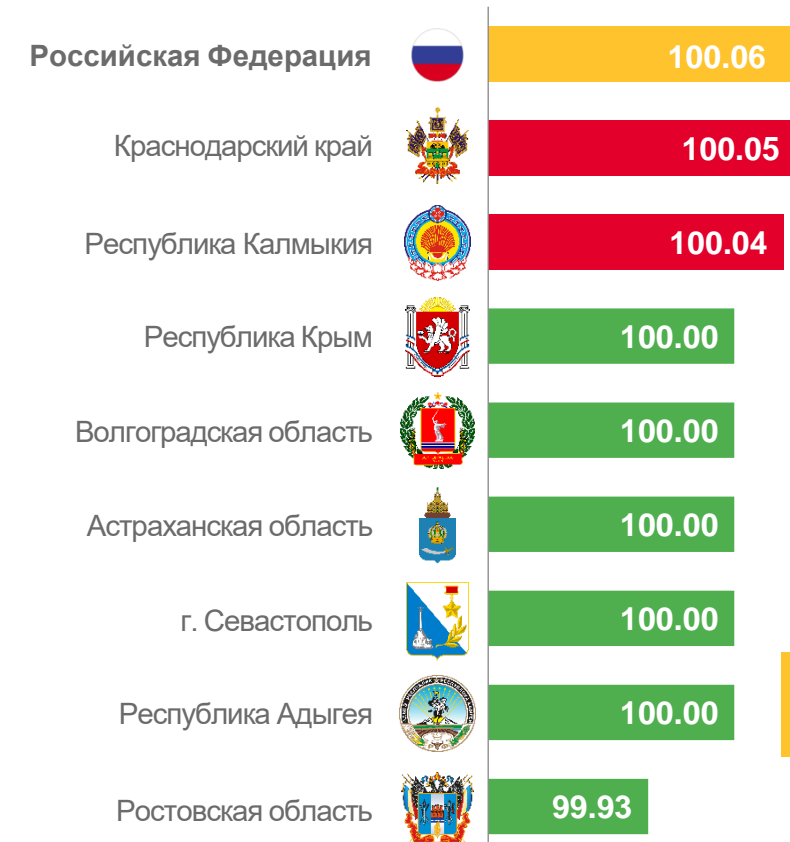 Российская Федерация 100.06
Краснодарский край 100.05
Республика Калмыкия 100.04
Республика Крым 100.00
Волгоградская область 100.00
Астраханская область 100.00
г. Севастополь 100.00
Республика Адыгея 100.00
Ростовская область 99.93